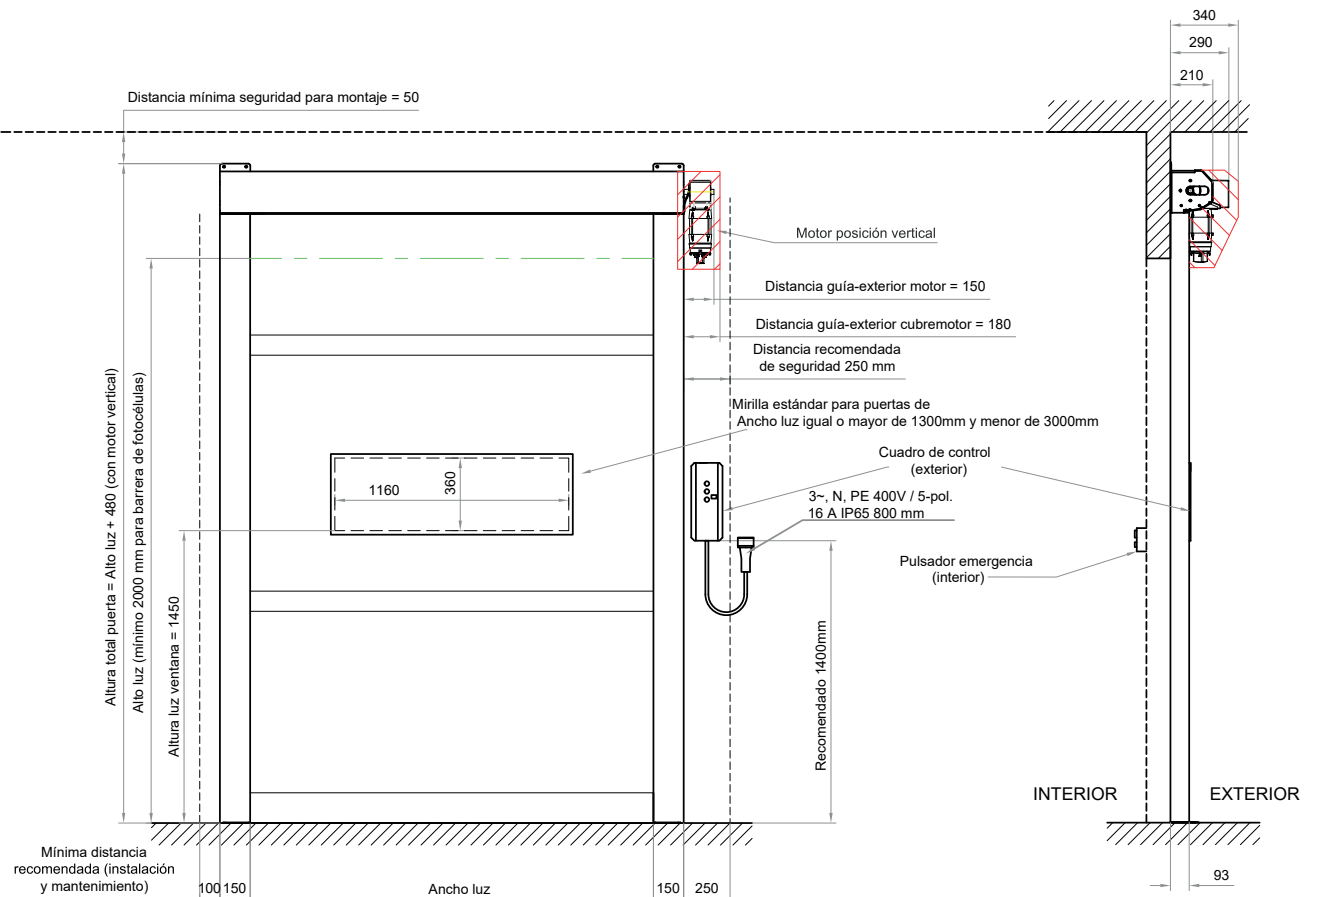 340
290
210
Distancia mínima seguridad para montaje = 50
Motor posición vertical
Distancia guía-exterior motor = 150
Distancia guía-exterior cubremotor = 180
Distancia recomendada
de seguridad 250 mm
Mirilla estándar para puertas de
Ancho luz igual o mayor de 1300mm y menor de 3000mm
Cuadro de control
(exterior)
3~, N, PE 400V / 5-pol.
16 A IP65 800 mm
Pulsador emergencia
(interior)
1160
360
Altura total puerta = Alto luz + 480 (con motor vertical)
Alto luz (mínimo 2000 mm para barrera de fotocélulas)
Altura luz ventana = 1450
Recomendado 1400mm
INTERIOR
EXTERIOR
Mínima distancia
recomendada (instalación
y mantenimiento)
100
150
Ancho luz
150
250
93